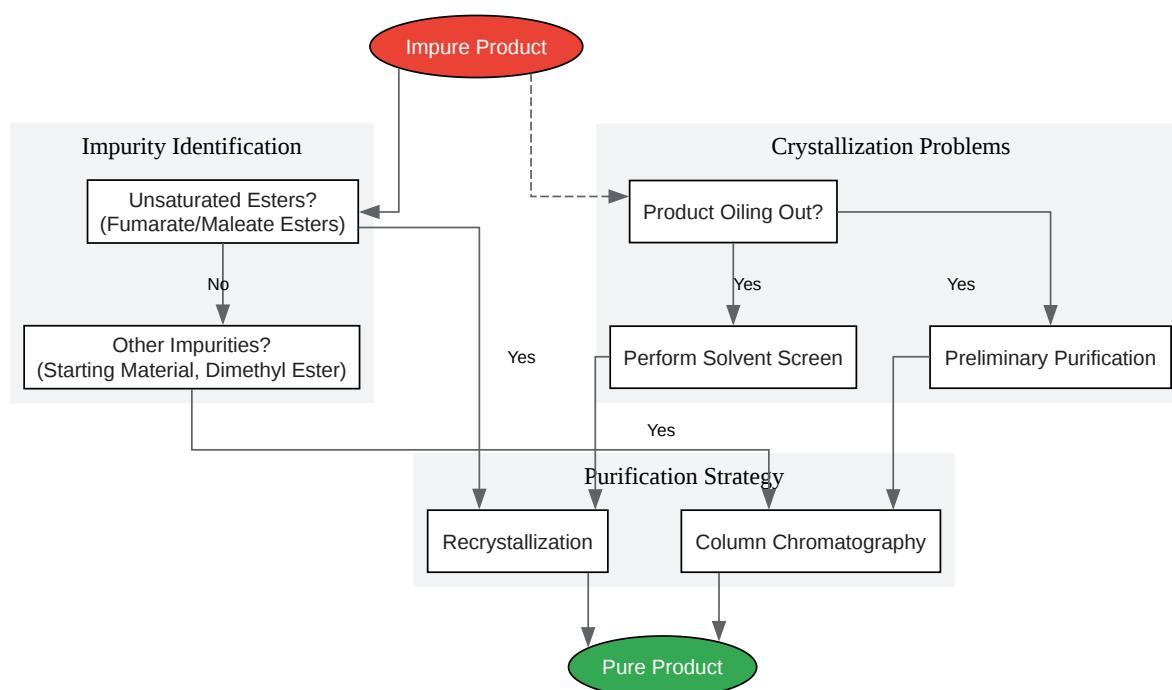 Impure Product
Impurity Identification
Crystallization Problems
Unsaturated Esters?
(Fumarate/Maleate Esters)
Product Oiling Out?
No
Yes
Yes
Other Impurities?
(Starting Material, Dimethyl Ester)
Yes
Perform Solvent Screen
Preliminary Purification
Yes
Purification Strategy
Recrystallization
Column Chromatography
Pure Product